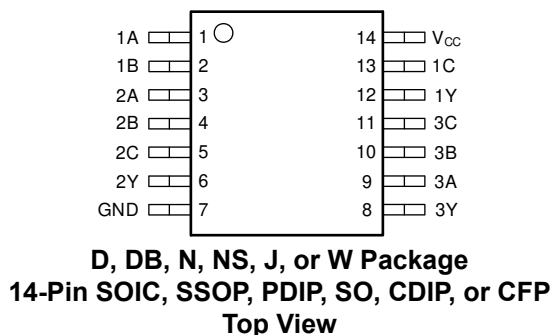 1A 1 14 VCC
1B 2 13 1C
2A 3 12 1Y
2B 4 11 3C
2C 5 10 3B
2Y 6 9 3A
GND 7 8 3Y
D, DB, N, NS, J, or W Package
14-Pin SOIC, SSOP, PDIP, SO, CDIP, or CFP
Top View